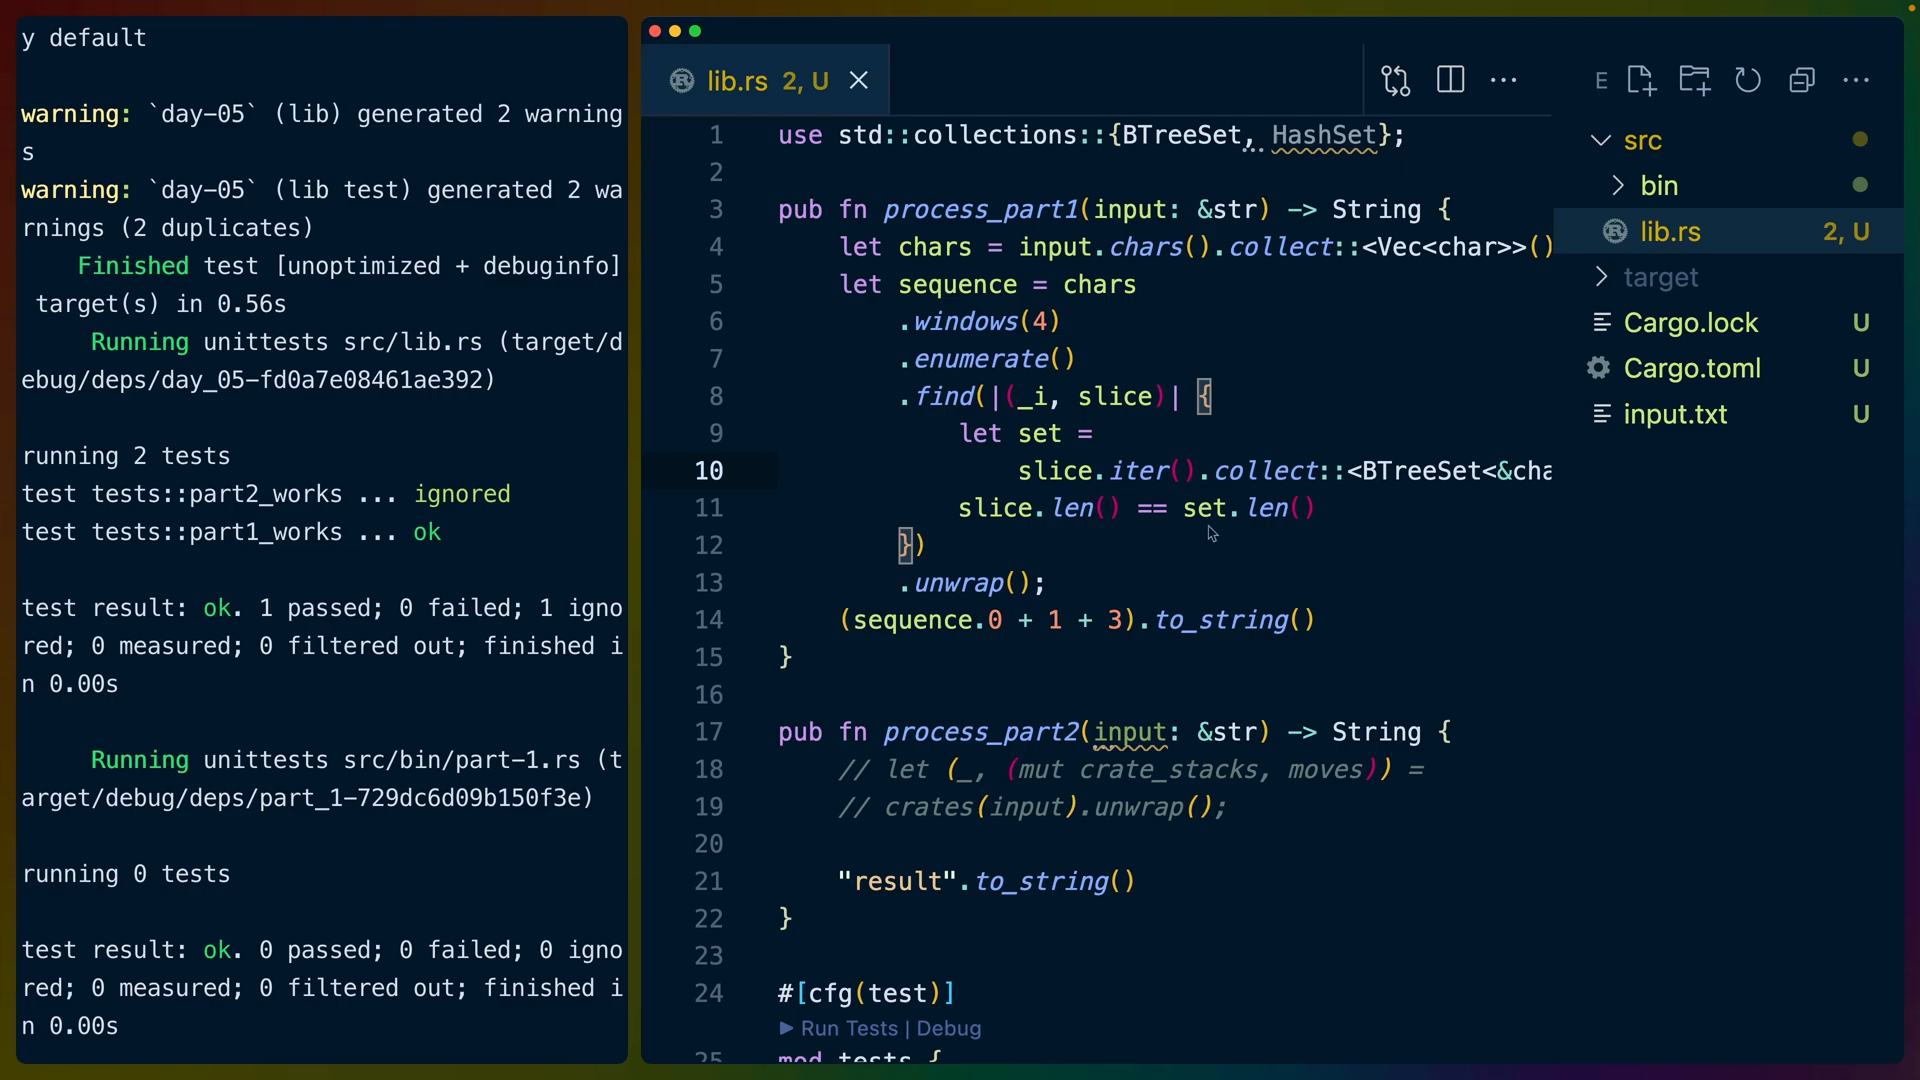 y default
warning: `day-05` (lib) generated 2 warning
s
warning: `day-05` (lib test) generated 2 wa
rnings (2 duplicates)
Finished test [unoptimized + debuginfo]
target(s) in 0.56s
Running unittests src/lib.rs (target/d
ebug/deps/day_05-fd0a7e08461ae392)
running 2 tests
test tests::part2_works ... ignored
test tests::part1_works ... ok
test result: ok. 1 passed; 0 failed; 1 igno
red; 0 measured; 0 filtered out; finished i
n 0.00s
Running unittests src/bin/part-1.rs (t
arget/debug/deps/part_1-729dc6d09b150f3e)
running 0 tests
test result: ok. 0 passed; 0 failed; 0 igno
red; 0 measured; 0 filtered out; finished i
n 0.00s
lib.rs 2, U
1 use std::collections::{BTreeSet, HashSet};
2
3 pub fn process_part1(input: &str) -> String {
4 let chars = input.chars().collect::<Vec<char>>()
5 let sequence = chars
6 .windows(4)
7 .enumerate()
8 .find(|(_i, slice)| {
9 let set =
10 slice.iter().collect::<BTreeSet<&cha
11 slice.len() == set.len()
12 })
13 .unwrap();
14 (sequence.0 + 1 + 3).to_string()
15 }
16
17 pub fn process_part2(input: &str) -> String {
18 // let (_, (mut crate_stacks, moves)) =
19 // crates(input).unwrap();
20
21 "result".to_string()
22 }
23
24 #[cfg(test)]
Run Tests | Debug
25 mod tests {
E
src
bin
lib.rs 2, U
target
Cargo.lock U
Cargo.toml U
input.txt U